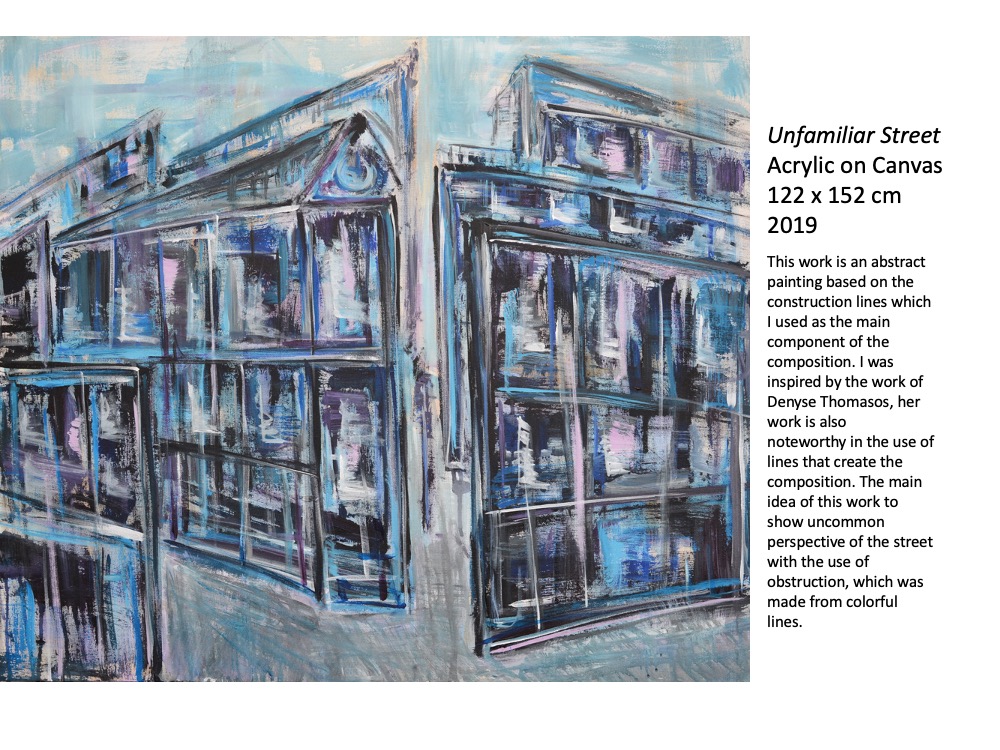 Unfamiliar Street
Acrylic on Canvas
122 x 152 cm
2019
This work is an abstract
painting based on the
construction lines which
I used as the main
component of the
composition. I was
inspired by the work of
Denyse Thomasos, her
work is also
noteworthy in the use of
lines that create the
composition. The main
idea of this work to
show uncommon
perspective of the street
with the use of
obstruction, which was
made from colorful
lines.